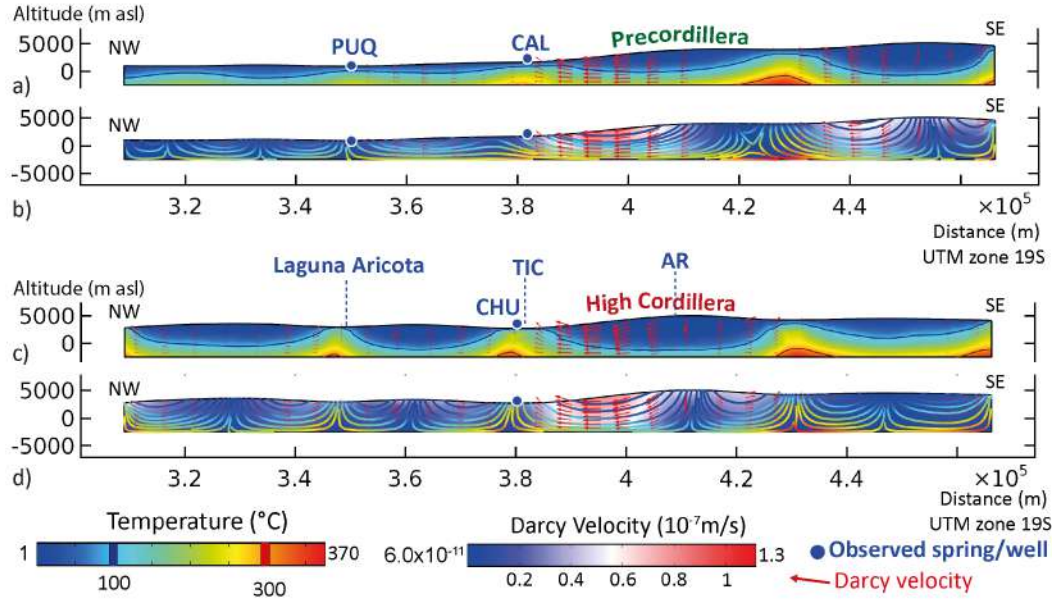 Altitude (m asl)
NW
PUQ
CAL
Precordillera
SE
5000
0
a)
NW
SE
5000
0
-5000
b)
3.2 3.4 3.6 3.8 4 4.2 4.4 ×10⁵
Distance (m)
UTM zone 19S
Laguna Aricota
TIC
AR
Altitude (m asl)
NW
CHU
High Cordillera
SE
5000
0
c)
NW
SE
5000
0
-5000
d)
3.2 3.4 3.6 3.8 4 4.2 4.4 ×10⁵
Distance (m)
UTM zone 19S
Temperature (°C)
1 370
100 300
Darcy Velocity (10⁻⁷m/s)
6.0x10⁻¹¹ 1.3
0.2 0.4 0.6 0.8 1
Observed spring/well
Darcy velocity